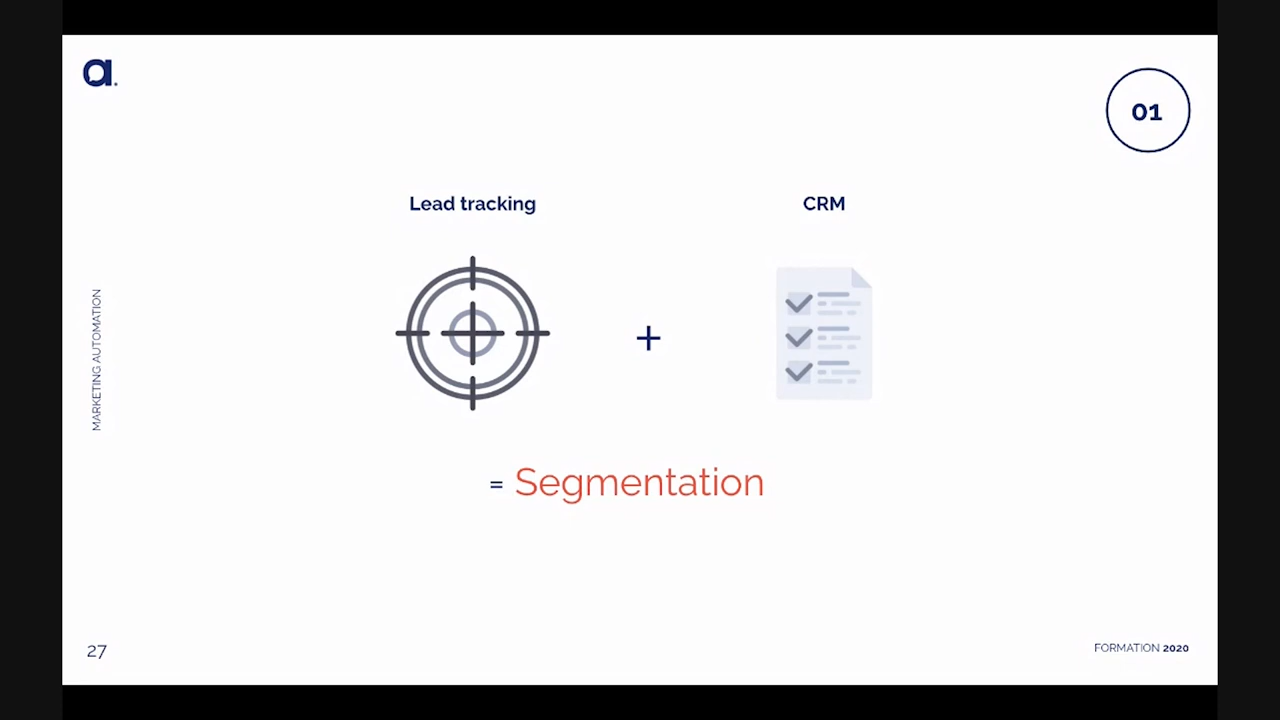 a.
01
Lead tracking
CRM
MARKETING AUTOMATION
+
= Segmentation
27
FORMATION 2020